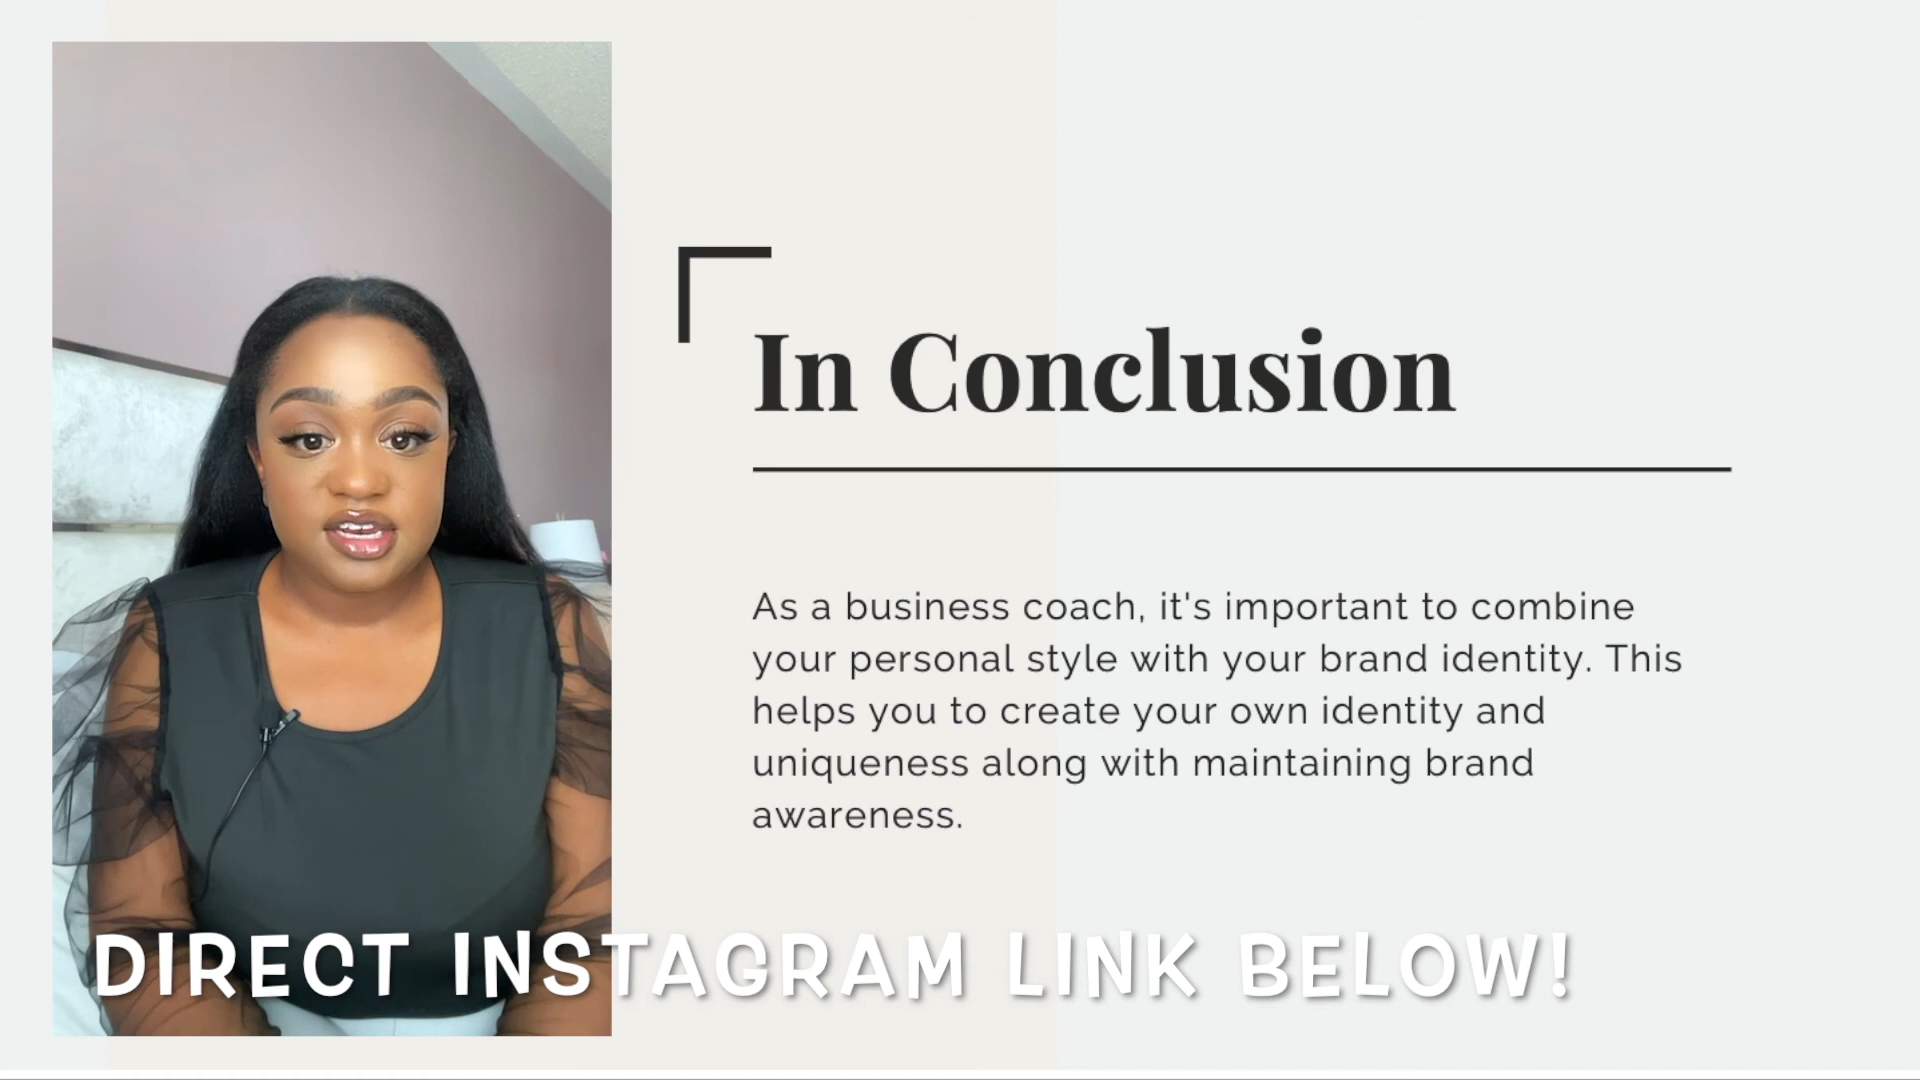 In Conclusion
As a business coach, it's important to combine
your personal style with your brand identity. This
helps you to create your own identity and
uniqueness along with maintaining brand
awareness.
DIRECT INSTAGRAM LINK BELOW!